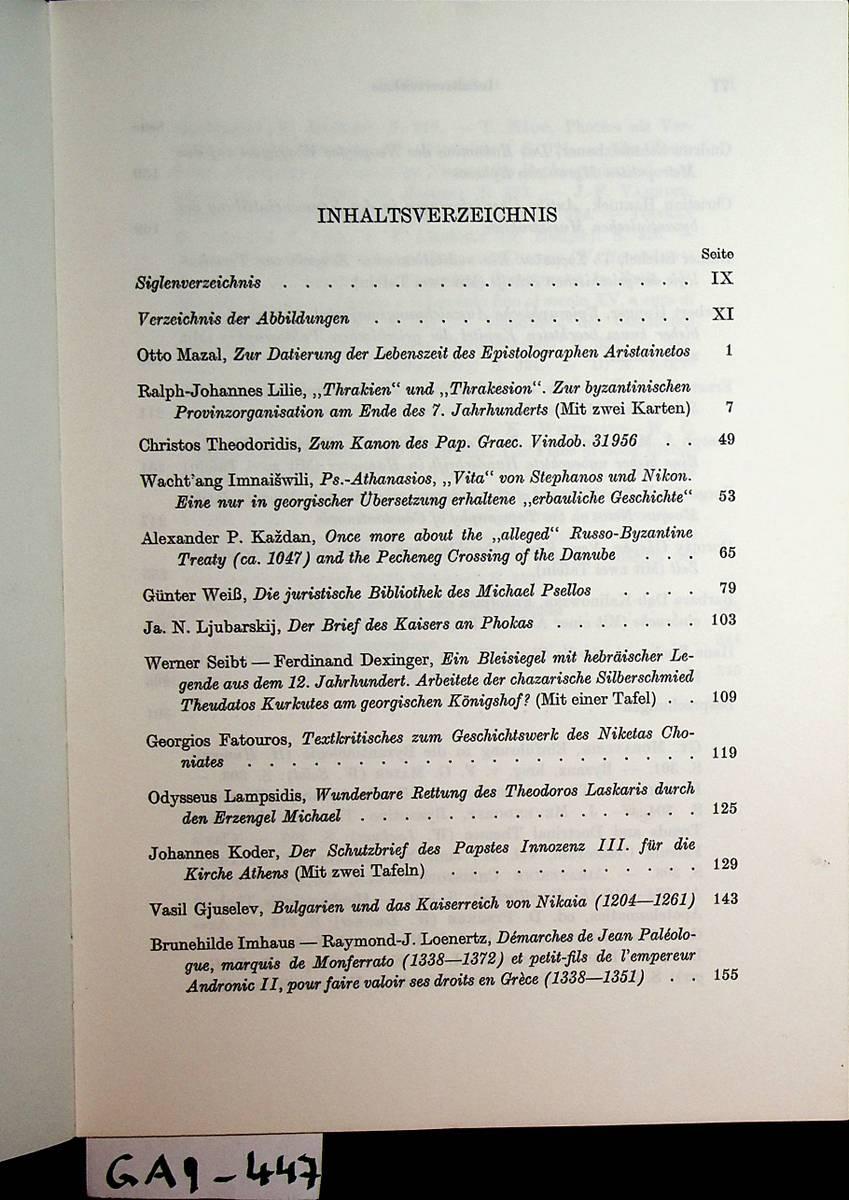 INHALTSVERZEICHNIS
Seite
Siglenverzeichnis . . . . . . . . . . . . . . . . . . . IX
Verzeichnis der Abbildungen . . . . . . . . . . . . . . . XI
Otto Mazal, Zur Datierung der Lebenszeit des Epistolographen Aristainetos 1
Ralph-Johannes Lilie, „Thrakien“ und „Thrakesion“. Zur byzantinischen
Provinzorganisation am Ende des 7. Jahrhunderts (Mit zwei Karten) 7
Christos Theodoridis, Zum Kanon des Pap. Graec. Vindob. 31956 . . 49
Wacht'ang Imnaišwili, Ps.-Athanasios, „Vita“ von Stephanos und Nikon.
Eine nur in georgischer Übersetzung erhaltene „erbauliche Geschichte“ 53
Alexander P. Každan, Once more about the „alleged“ Russo-Byzantine
Treaty (ca. 1047) and the Pecheneg Crossing of the Danube . . . 65
Günter Weiß, Die juristische Bibliothek des Michael Psellos . . . . 79
Ja. N. Ljubarskij, Der Brief des Kaisers an Phokas . . . . . . . 103
Werner Seibt — Ferdinand Dexinger, Ein Bleisiegel mit hebräischer Le-
gende aus dem 12. Jahrhundert. Arbeitete der chazarische Silberschmied
Theudatos Kurkutes am georgischen Königshof? (Mit einer Tafel) . . 109
Georgios Fatouros, Textkritisches zum Geschichtswerk des Niketas Cho-
niates . . . . . . . . . . . . . . . . . . . . 119
Odysseus Lampsidis, Wunderbare Rettung des Theodoros Laskaris durch
den Erzengel Michael . . . . . . . . . . . . . . . 125
Johannes Koder, Der Schutzbrief des Papstes Innozenz III. für die
Kirche Athens (Mit zwei Tafeln) . . . . . . . . . . . 129
Vasil Gjuselev, Bulgarien und das Kaiserreich von Nikaia (1204—1261) 143
Brunehilde Imhaus — Raymond-J. Loenertz, Démarches de Jean Paléolo-
gue, marquis de Monferrato (1338—1372) et petit-fils de l'empereur
Andronic II, pour faire valoir ses droits en Grèce (1338—1351) . . 155
GA9-447